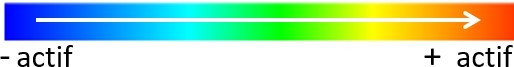 - actif + actif